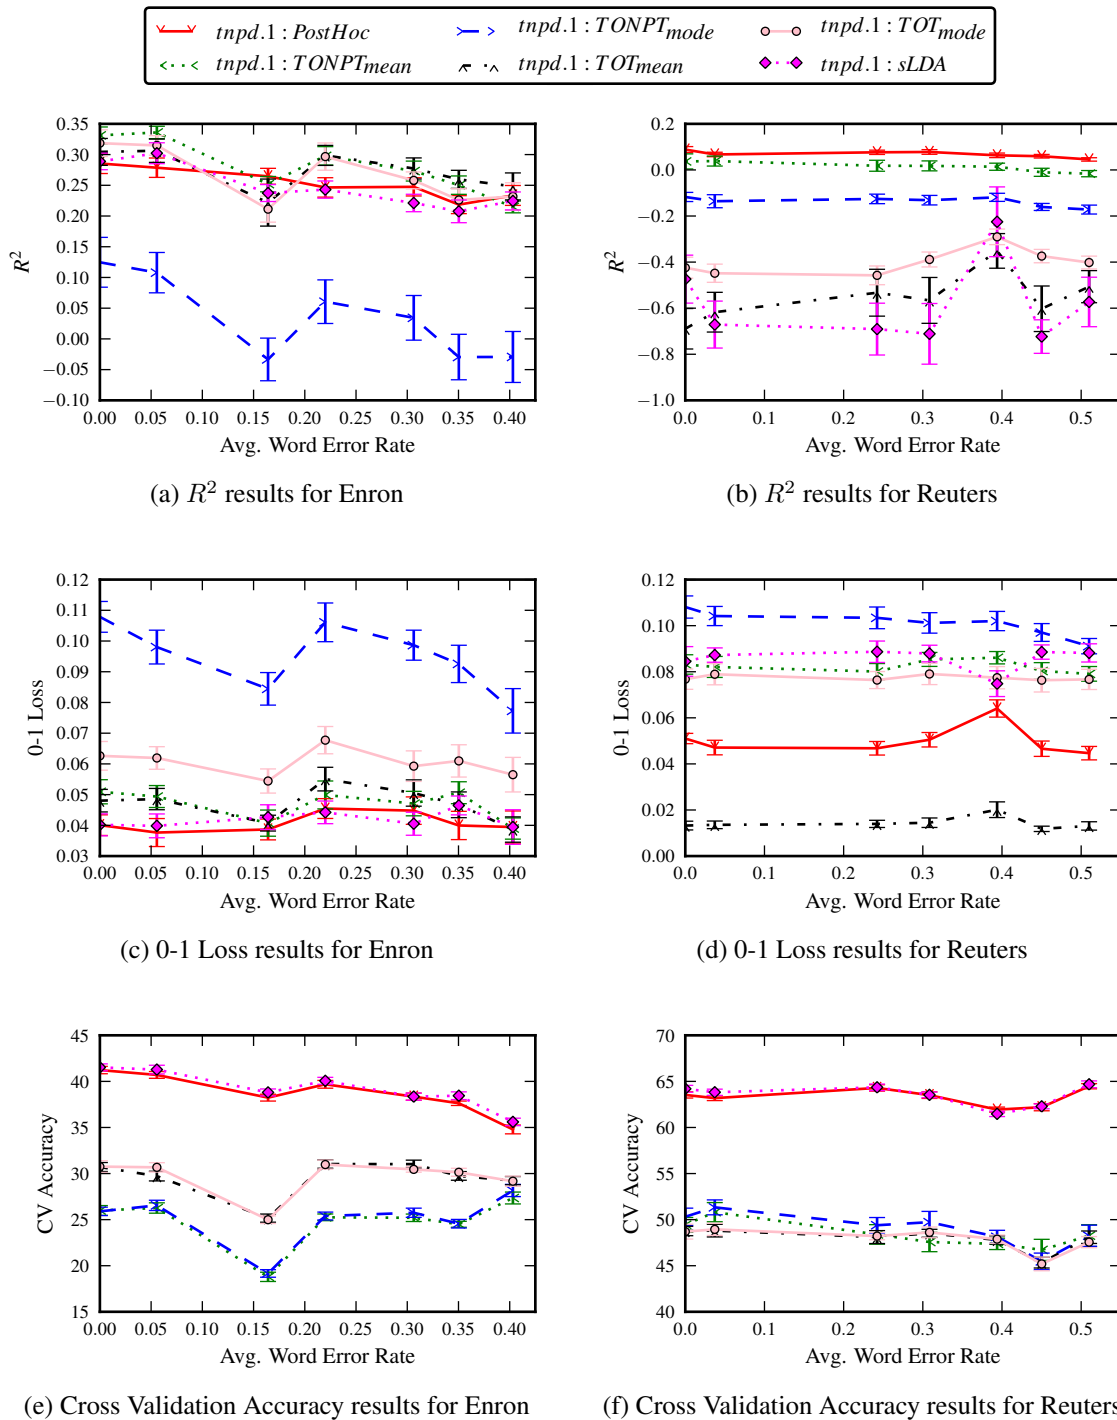 tnpd.1 : PostHoc
tnpd.1 : TONPTmean
tnpd.1 : TONPTmode
tnpd.1 : TOTmean
tnpd.1 : TOTmode
tnpd.1 : sLDA
0.35
0.30
0.25
0.20
0.15
0.10
0.05
0.00
−0.05
−0.10
R²
0.00 0.05 0.10 0.15 0.20 0.25 0.30 0.35 0.40
Avg. Word Error Rate
(a) R² results for Enron
0.2
0.0
−0.2
−0.4
−0.6
−0.8
−1.0
R²
0.0 0.1 0.2 0.3 0.4 0.5
Avg. Word Error Rate
(b) R² results for Reuters
0.12
0.11
0.10
0.09
0.08
0.07
0.06
0.05
0.04
0.03
0-1 Loss
0.00 0.05 0.10 0.15 0.20 0.25 0.30 0.35 0.40
Avg. Word Error Rate
(c) 0-1 Loss results for Enron
0.12
0.10
0.08
0.06
0.04
0.02
0.00
0-1 Loss
0.0 0.1 0.2 0.3 0.4 0.5
Avg. Word Error Rate
(d) 0-1 Loss results for Reuters
45
40
35
30
25
20
15
CV Accuracy
0.00 0.05 0.10 0.15 0.20 0.25 0.30 0.35 0.40
Avg. Word Error Rate
(e) Cross Validation Accuracy results for Enron
70
65
60
55
50
45
40
CV Accuracy
0.0 0.1 0.2 0.3 0.4 0.5
Avg. Word Error Rate
(f) Cross Validation Accuracy results for Reuters